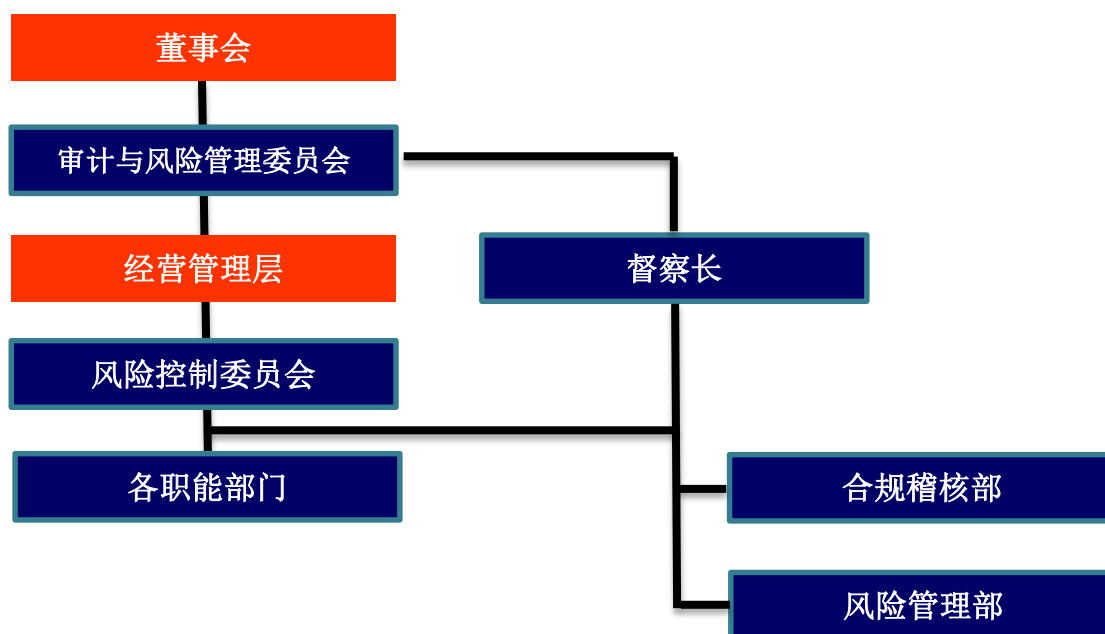 董事会
审计与风险管理委员会
经营管理层
督察长
风险控制委员会
各职能部门
合规稽核部
风险管理部